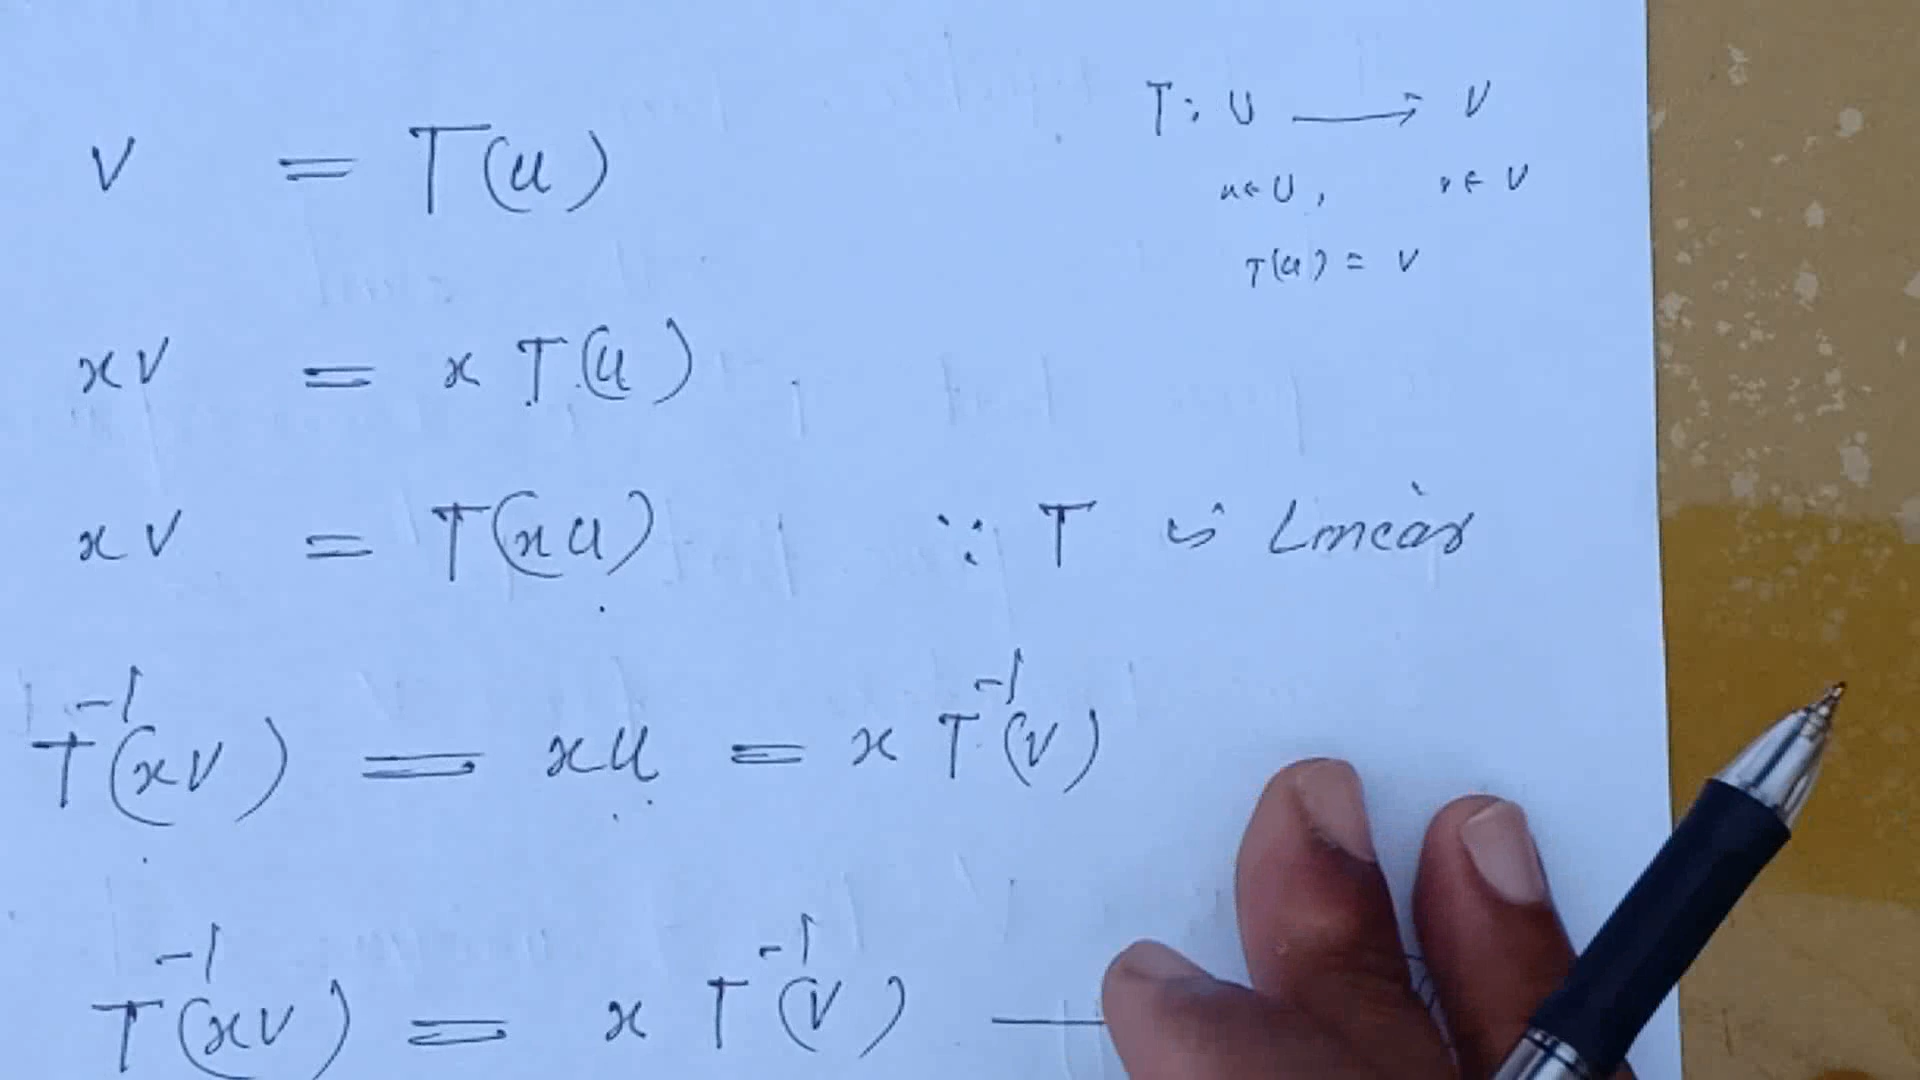 T : U → V
u ∈ U, v ∈ V
T(u) = v
v = T(u)
xv = x T(u)
xv = T(xu) ∵ T is Linear
T⁻¹(xv) = xu = x T⁻¹(v)
T⁻¹(xv) = x T⁻¹(v) —